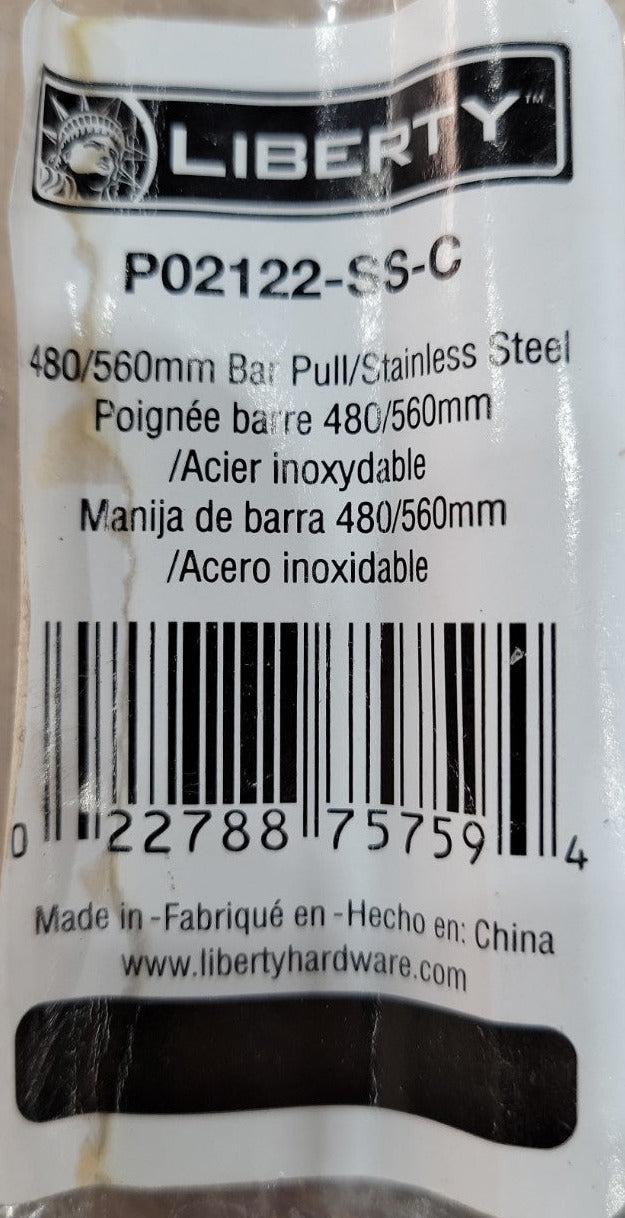 LIBERTY™
P02122-SS-C
480/560mm Bar Pull/Stainless Steel
Poignée barre 480/560mm
/Acier inoxydable
Manija de barra 480/560mm
/Acero inoxidable
0 22788 75759 4
Made in -Fabriqué en -Hecho en: China
www.libertyhardware.com